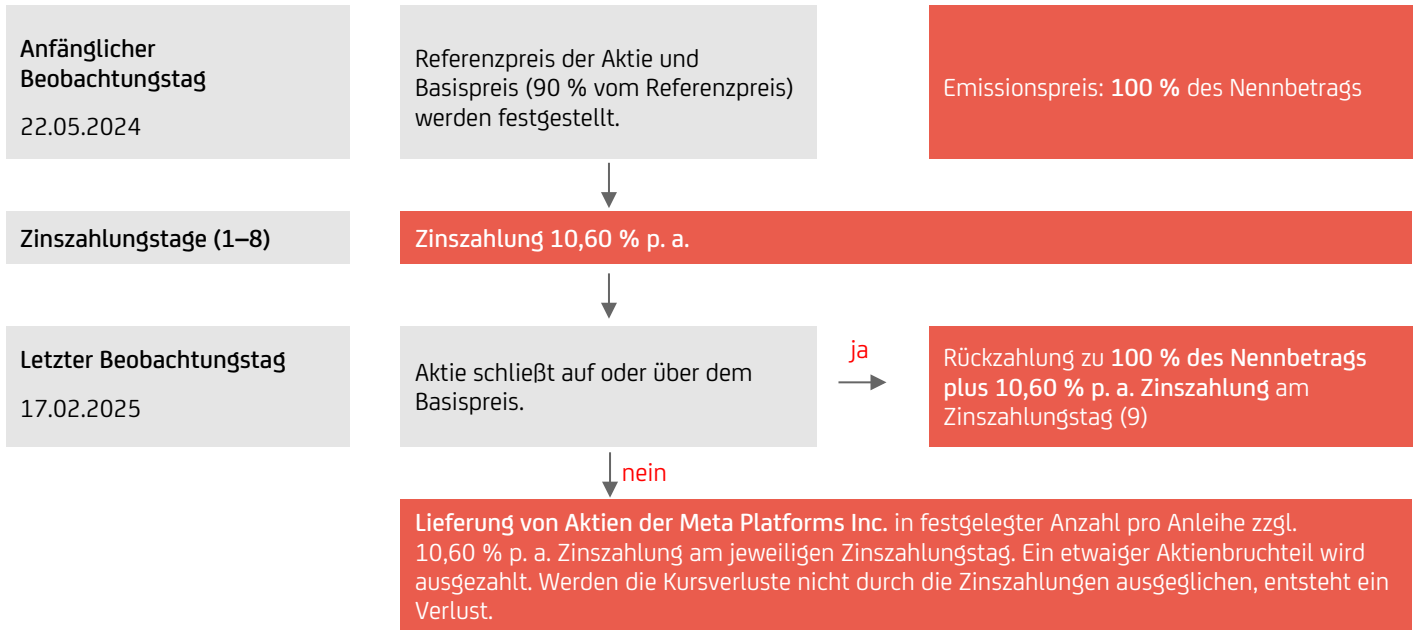 Anfänglicher
Beobachtungstag
22.05.2024
Referenzpreis der Aktie und
Basispreis (90 % vom Referenzpreis)
werden festgestellt.
Emissionspreis: 100 % des Nennbetrags
Zinszahlungstage (1–8)
Zinszahlung 10,60 % p. a.
Letzter Beobachtungstag
17.02.2025
Aktie schließt auf oder über dem
Basispreis.
ja
Rückzahlung zu 100 % des Nennbetrags
plus 10,60 % p. a. Zinszahlung am
Zinszahlungstag (9)
nein
Lieferung von Aktien der Meta Platforms Inc. in festgelegter Anzahl pro Anleihe zzgl.
10,60 % p. a. Zinszahlung am jeweiligen Zinszahlungstag. Ein etwaiger Aktienbruchteil wird
ausgezahlt. Werden die Kursverluste nicht durch die Zinszahlungen ausgeglichen, entsteht ein
Verlust.